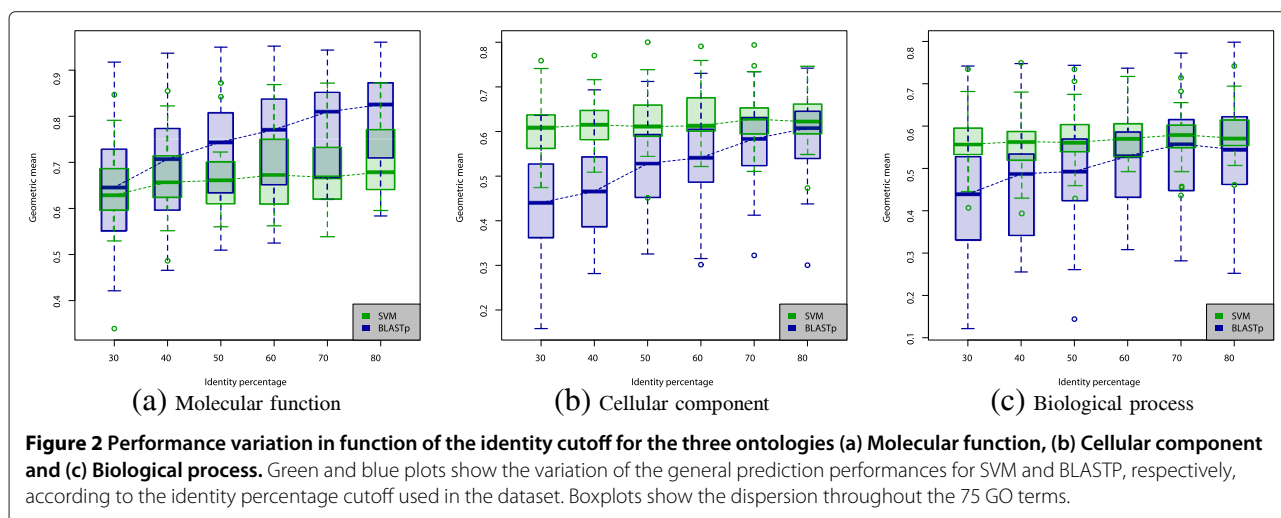 Geometric mean
0.9
0.8
0.7
0.6
0.5
0.4
30 40 50 60 70 80
Identity percentage
SVM
BLASTp
(a) Molecular function
Geometric mean
0.8
0.7
0.6
0.5
0.4
0.3
0.2
30 40 50 60 70 80
Identity percentage
SVM
BLASTp
(b) Cellular component
Geometric mean
0.8
0.7
0.6
0.5
0.4
0.3
0.2
0.1
30 40 50 60 70 80
Identity percentage
SVM
BLASTp
(c) Biological process
Figure 2 Performance variation in function of the identity cutoff for the three ontologies (a) Molecular function, (b) Cellular component
and (c) Biological process. Green and blue plots show the variation of the general prediction performances for SVM and BLASTP, respectively,
according to the identity percentage cutoff used in the dataset. Boxplots show the dispersion throughout the 75 GO terms.